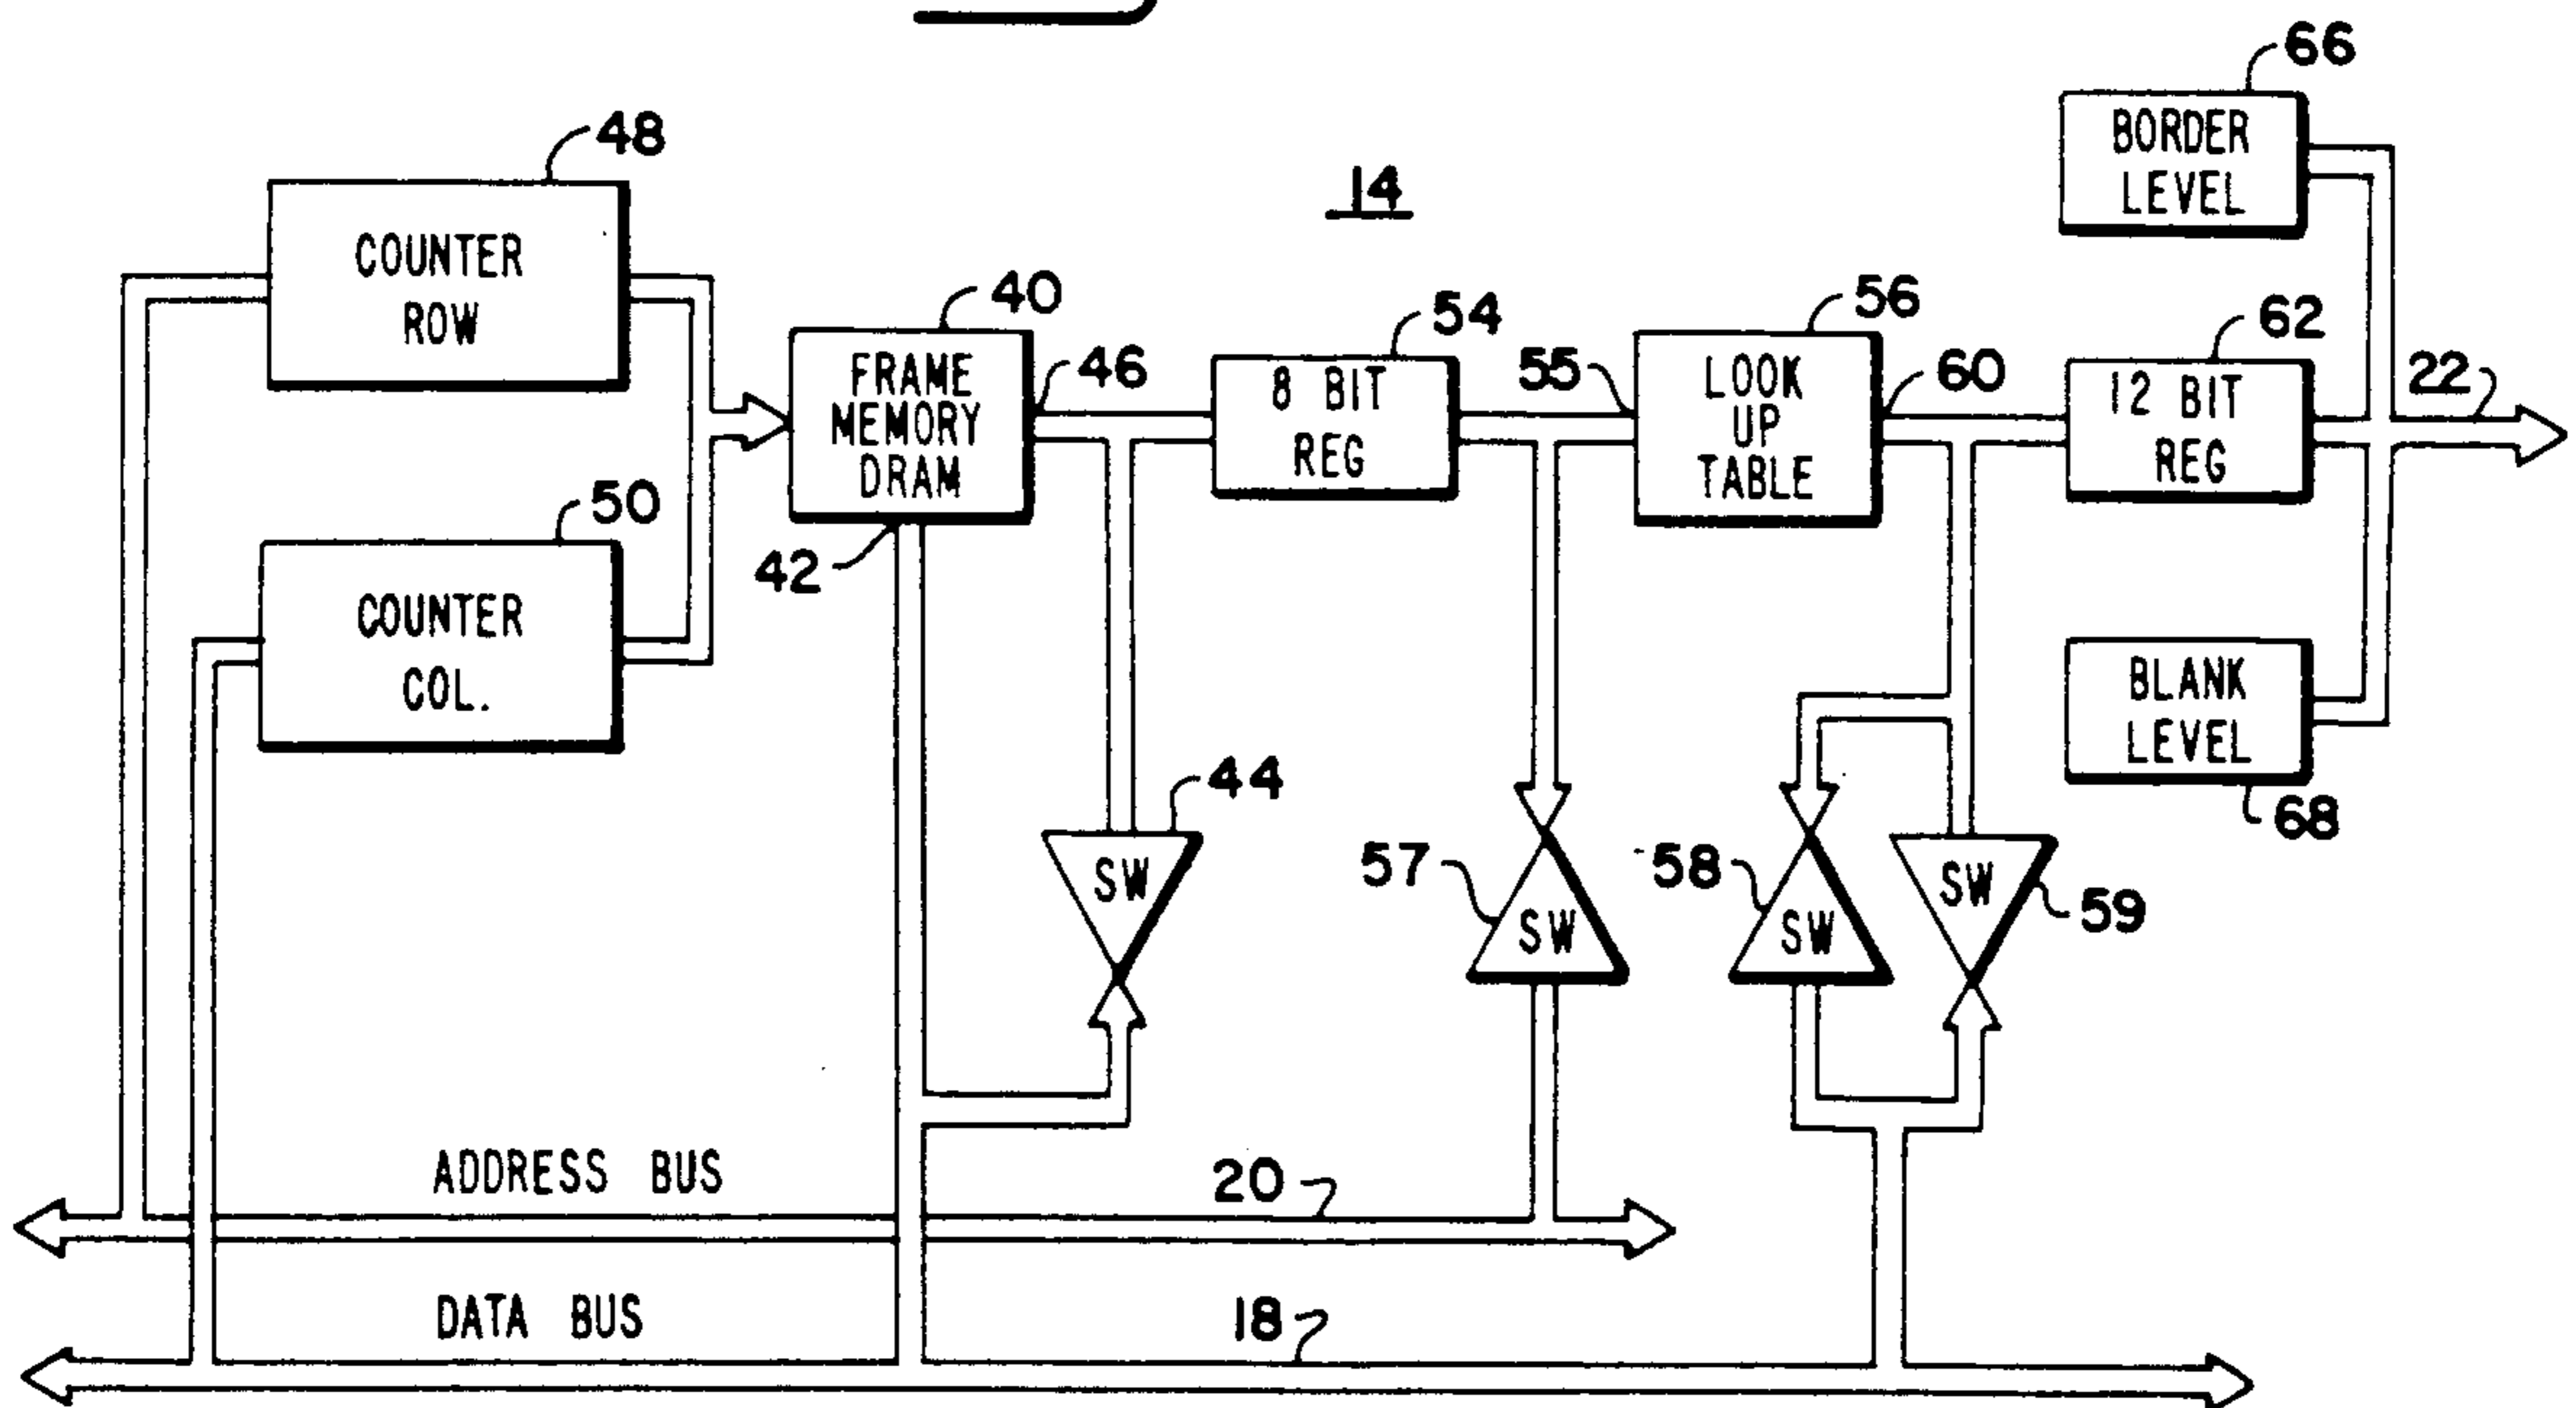 66
BORDER
LEVEL
48
COUNTER
ROW
14
40
FRAME
MEMORY
DRAM
46
54
8 BIT
REG
55
56
LOOK
UP
TABLE
60
62
12 BIT
REG
22
50
COUNTER
COL.
42
44
SW
57
SW
58
SW
SW
59
BLANK
LEVEL
68
ADDRESS BUS
20
DATA BUS
18